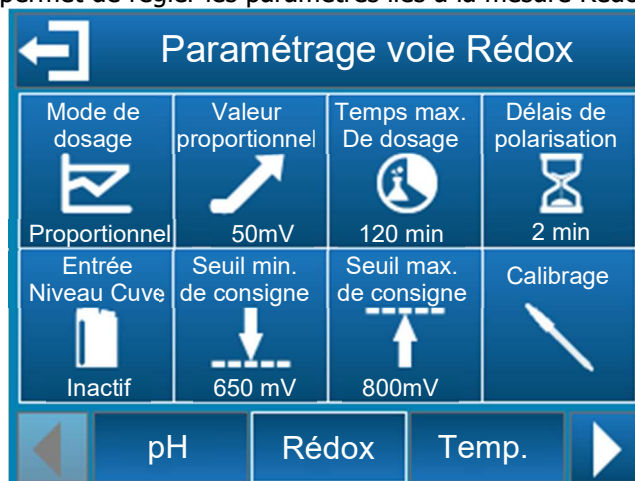 permet de régler les paramètres liés à la mesure Rédox
Paramétrage voie Rédox
Mode de
dosage
Proportionnel
Valeur
proportionnel
50mV
Temps max.
De dosage
120 min
Délais de
polarisation
2 min
Entrée
Niveau Cuve
Inactif
Seuil min.
de consigne
650 mV
Seuil max.
de consigne
800mV
Calibrage
pH
Rédox
Temp.